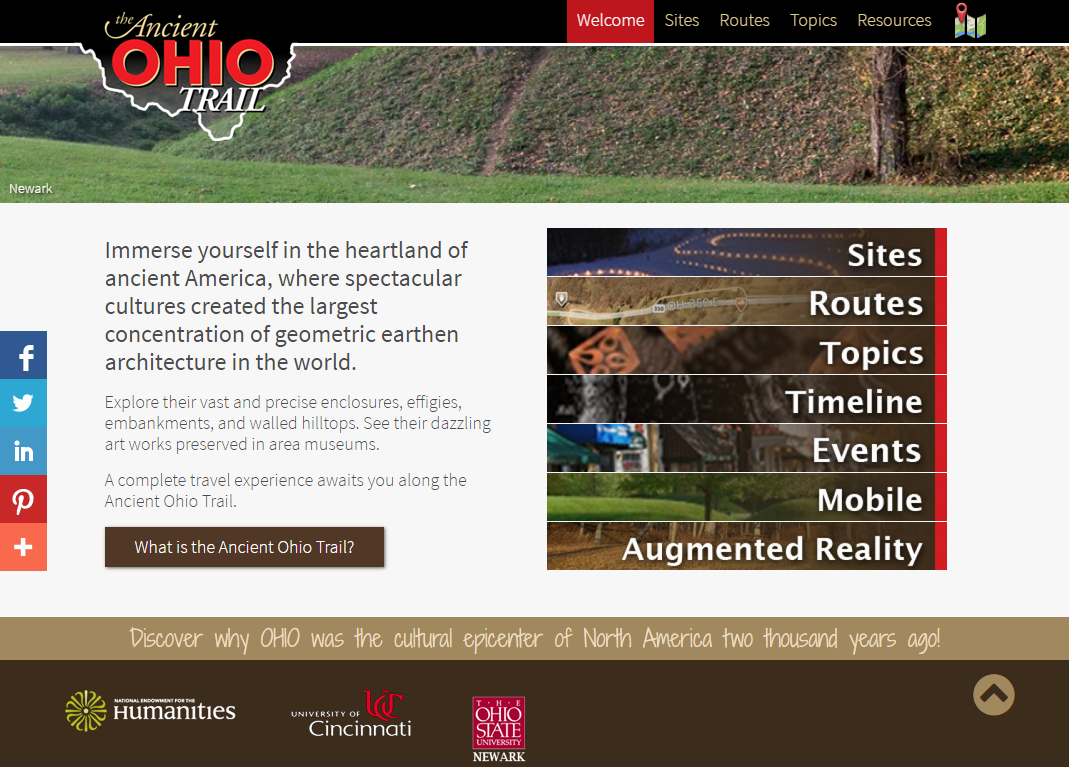 the Ancient
OHIO
TRAIL
Welcome Sites Routes Topics Resources
Newark
Immerse yourself in the heartland of
ancient America, where spectacular
cultures created the largest
concentration of geometric earthen
architecture in the world.
Explore their vast and precise enclosures, effigies,
embankments, and walled hilltops. See their dazzling
art works preserved in area museums.
A complete travel experience awaits you along the
Ancient Ohio Trail.
What is the Ancient Ohio Trail?
Sites
350 OH-350 E
Routes
Topics
Timeline
Events
Mobile
Augmented Reality
f
in
Discover why OHIO was the cultural epicenter of North America two thousand years ago!
NATIONAL ENDOWMENT FOR THE
Humanities
UC
UNIVERSITY OF
Cincinnati
T·H·E
OHIO
STATE
UNIVERSITY
NEWARK